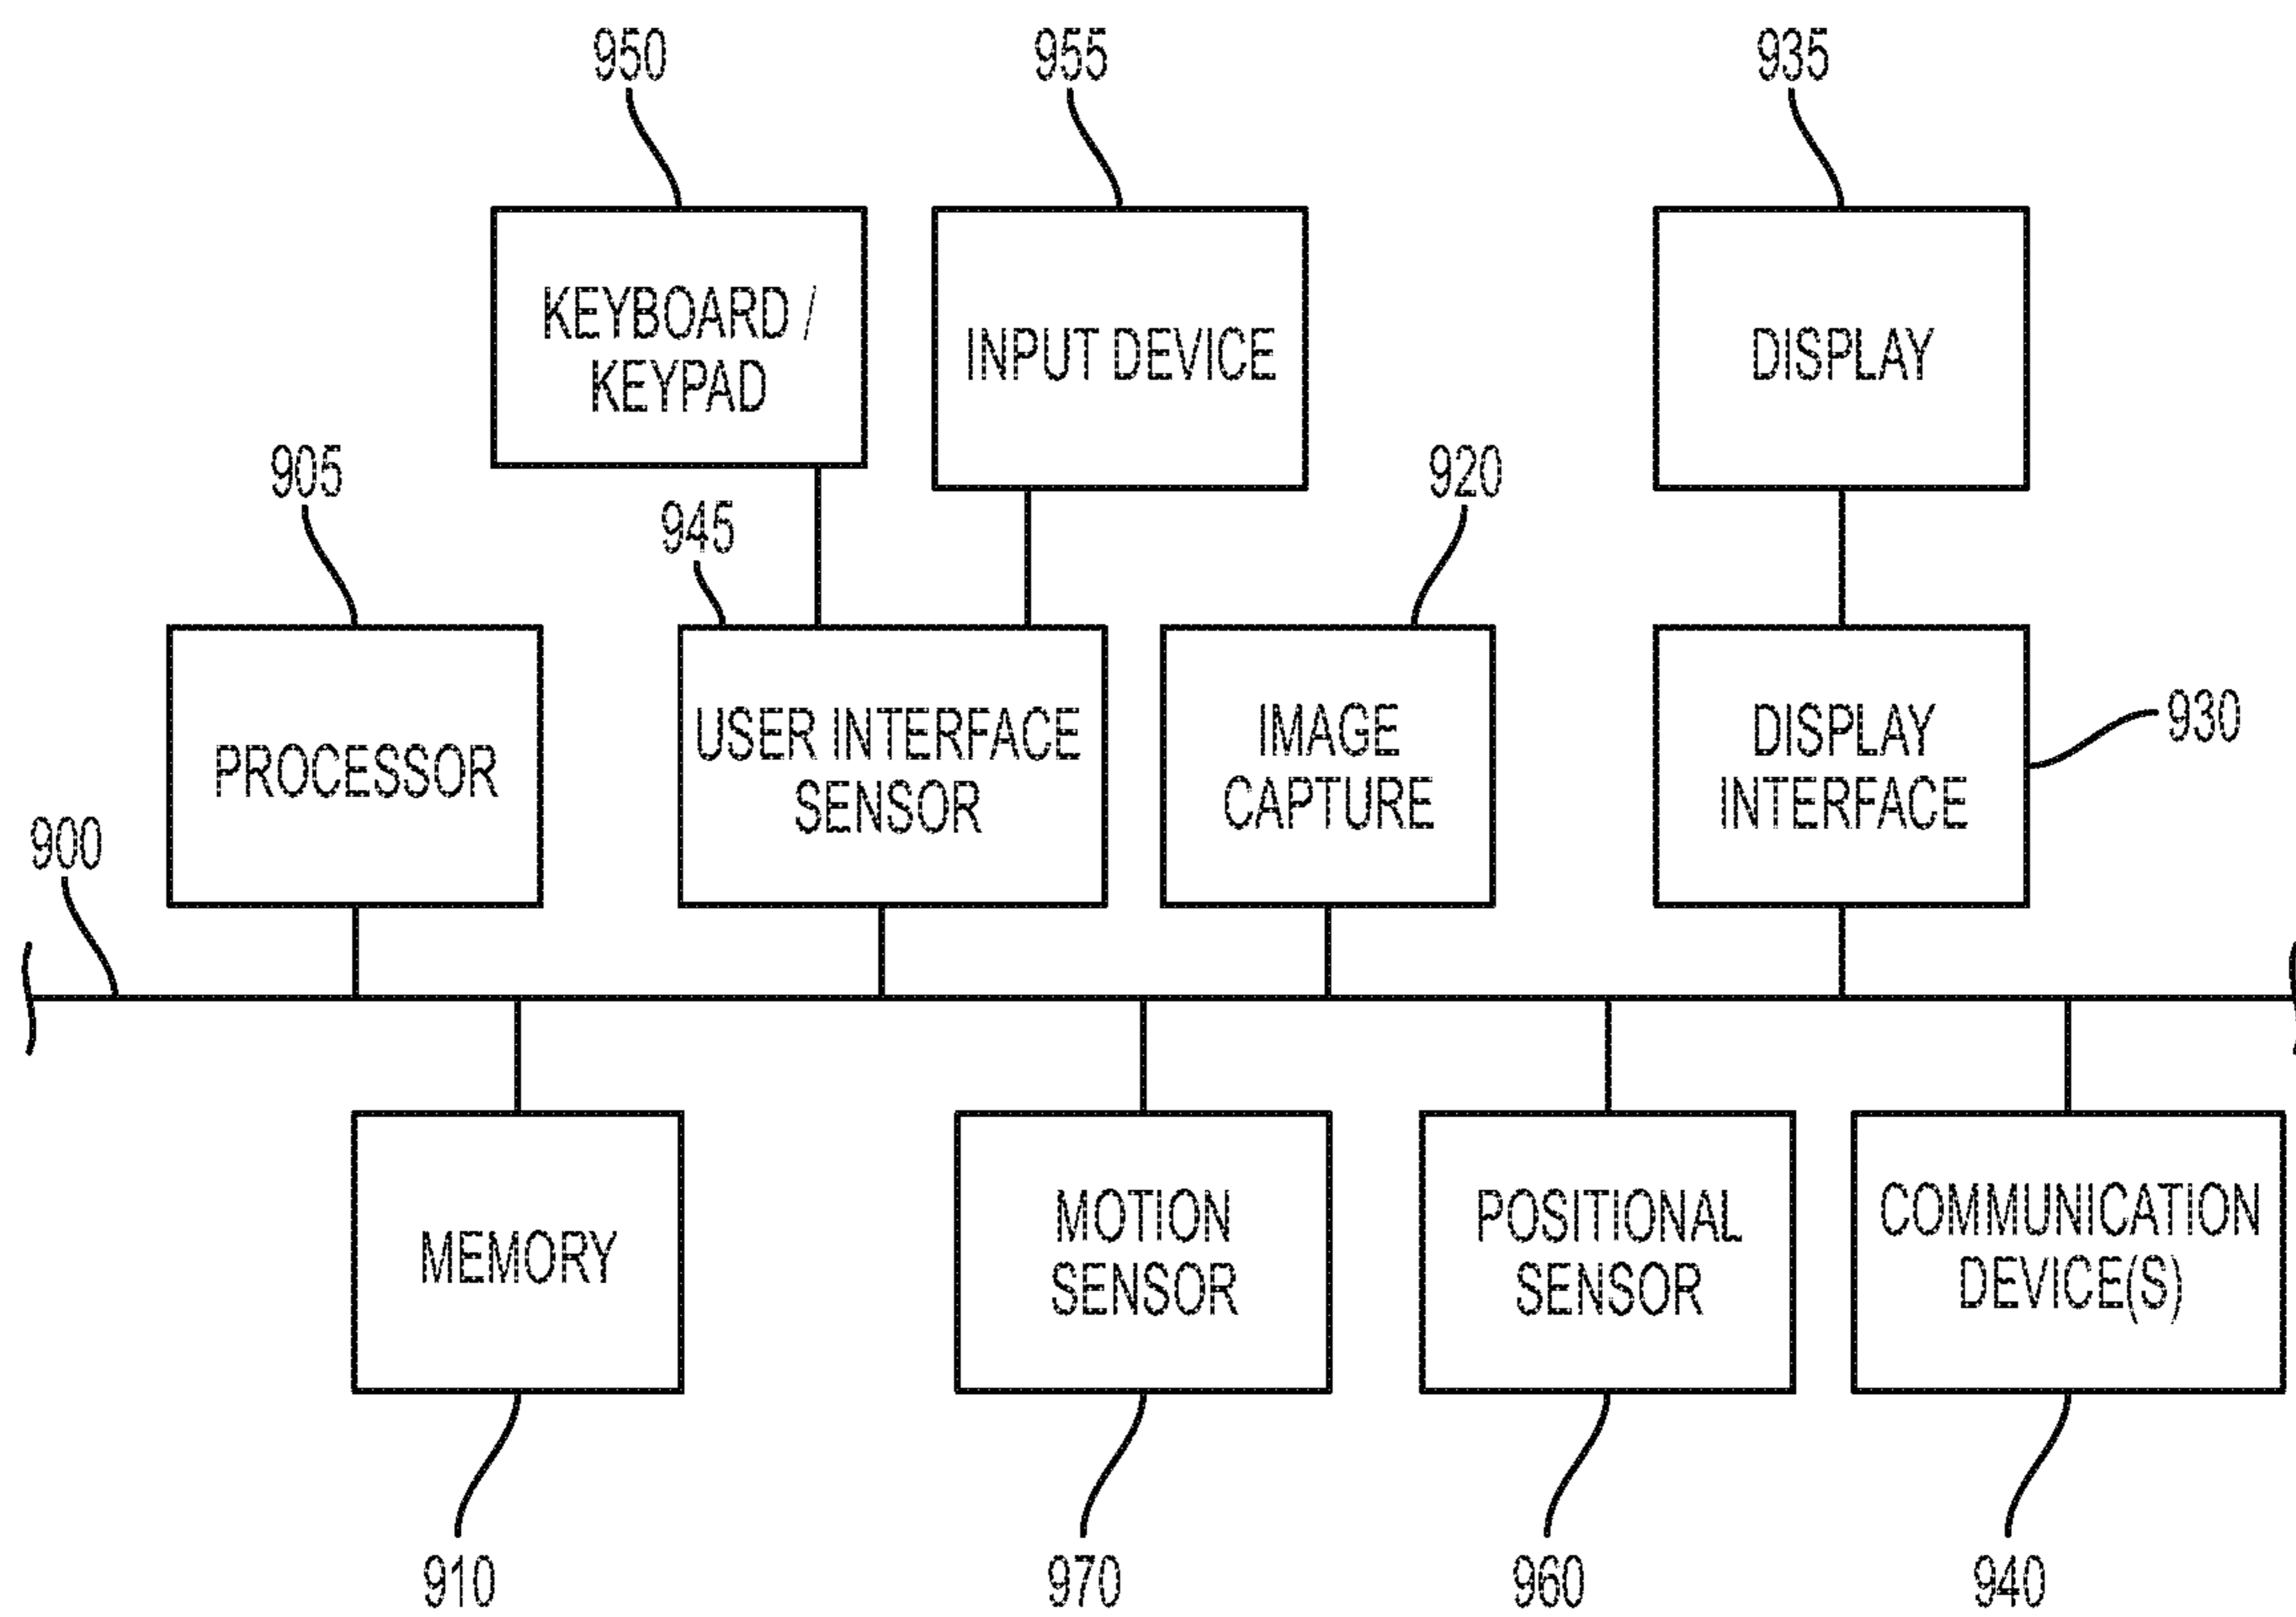 950
955
935
KEYBOARD /
KEYPAD
INPUT DEVICE
DISPLAY
905
945
920
PROCESSOR
USER INTERFACE
SENSOR
IMAGE
CAPTURE
DISPLAY
INTERFACE
930
900
MEMORY
MOTION
SENSOR
POSITIONAL
SENSOR
COMMUNICATION
DEVICE(S)
910
970
960
940